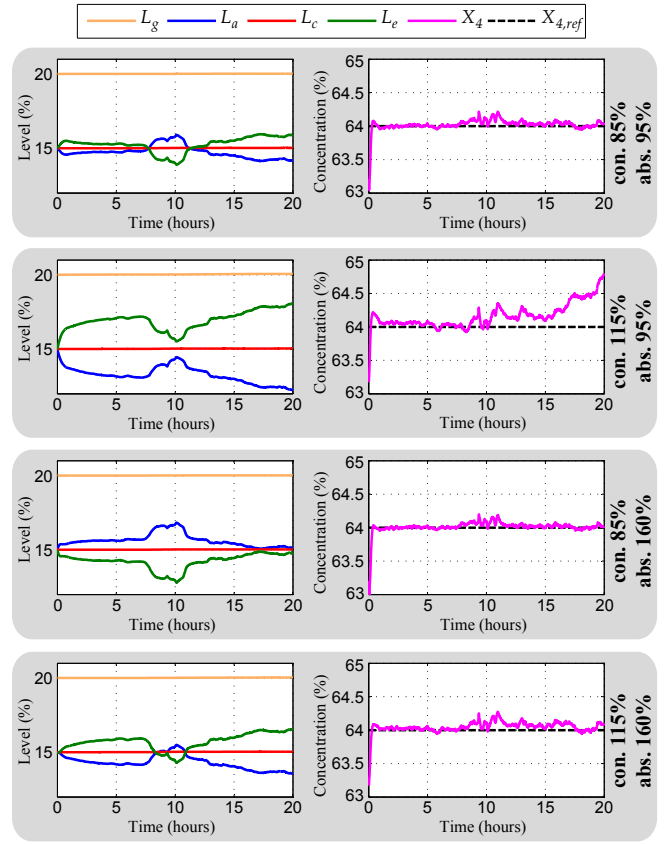 L_g L_a L_c L_e X_4 X_4,ref
20
15
Level (%)
0 5 10 15 20
Time (hours)
65
64.5
64
63.5
63
Concentration (%)
0 5 10 15 20
Time (hours)
con. 85%
abs. 95%
20
15
Level (%)
0 5 10 15 20
Time (hours)
65
64.5
64
63.5
63
Concentration (%)
0 5 10 15 20
Time (hours)
con. 115%
abs. 95%
20
15
Level (%)
0 5 10 15 20
Time (hours)
65
64.5
64
63.5
63
Concentration (%)
0 5 10 15 20
Time (hours)
con. 85%
abs. 160%
20
15
Level (%)
0 5 10 15 20
Time (hours)
65
64.5
64
63.5
63
Concentration (%)
0 5 10 15 20
Time (hours)
con. 115%
abs. 160%